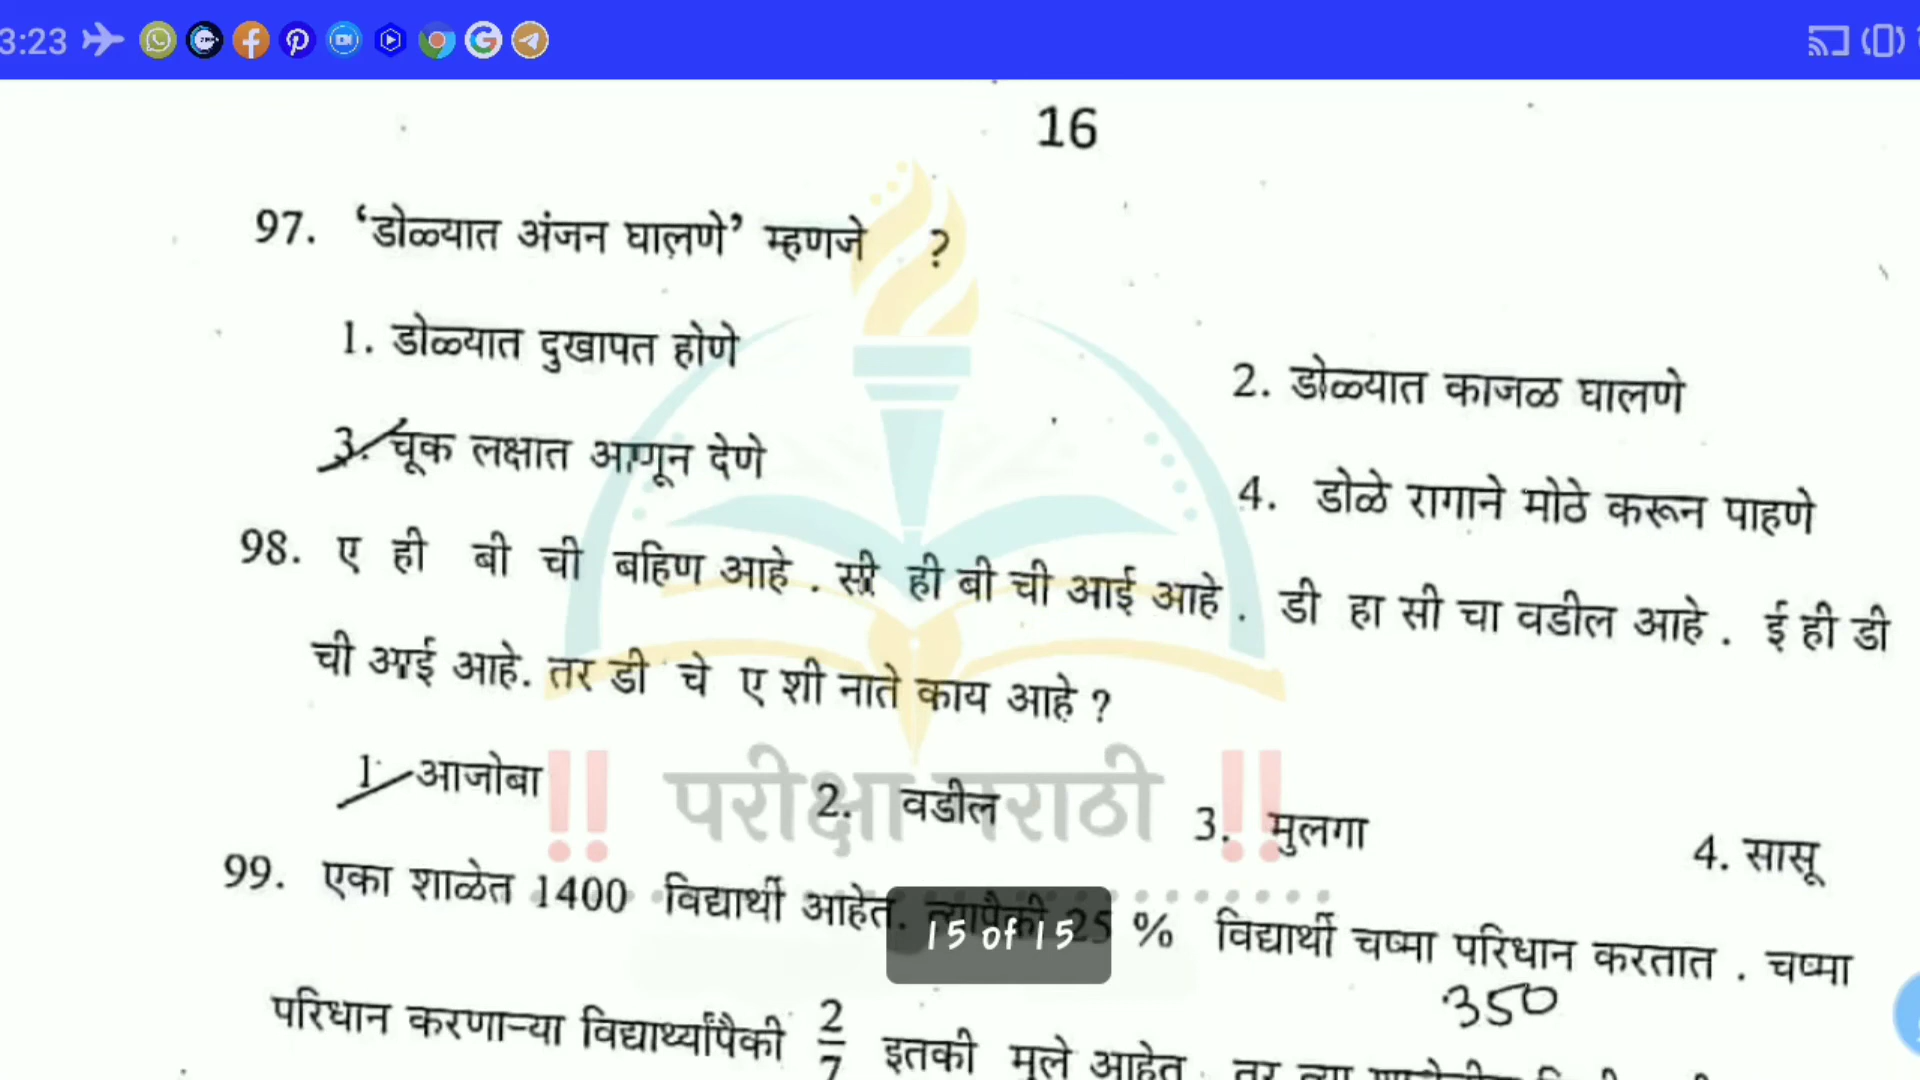 3:23
16
97. ‘डोळ्यात अंजन घालणे’ म्हणजे ?
1. डोळ्यात दुखापत होणे
2. डोळ्यात काजळ घालणे
3. चूक लक्षात आणून देणे
4. डोळे रागाने मोठे करून पाहणे
98. ए ही बी ची बहिण आहे . सी ही बी ची आई आहे . डी हा सी चा वडील आहे . ई ही डी
ची आई आहे. तर डी चे ए शी नाते काय आहे ?
1. आजोबा 2. वडील 3. मुलगा 4. सासू
!! परीक्षा मराठी !!
99. एका शाळेत 1400 विद्यार्थी आहेत. त्यापैकी 25 % विद्यार्थी चष्मा परिधान करतात . चष्मा
15 of 15
350
परिधान करणाऱ्या विद्यार्थ्यांपैकी 2/7 इतकी मुले आहेत. तर त्या